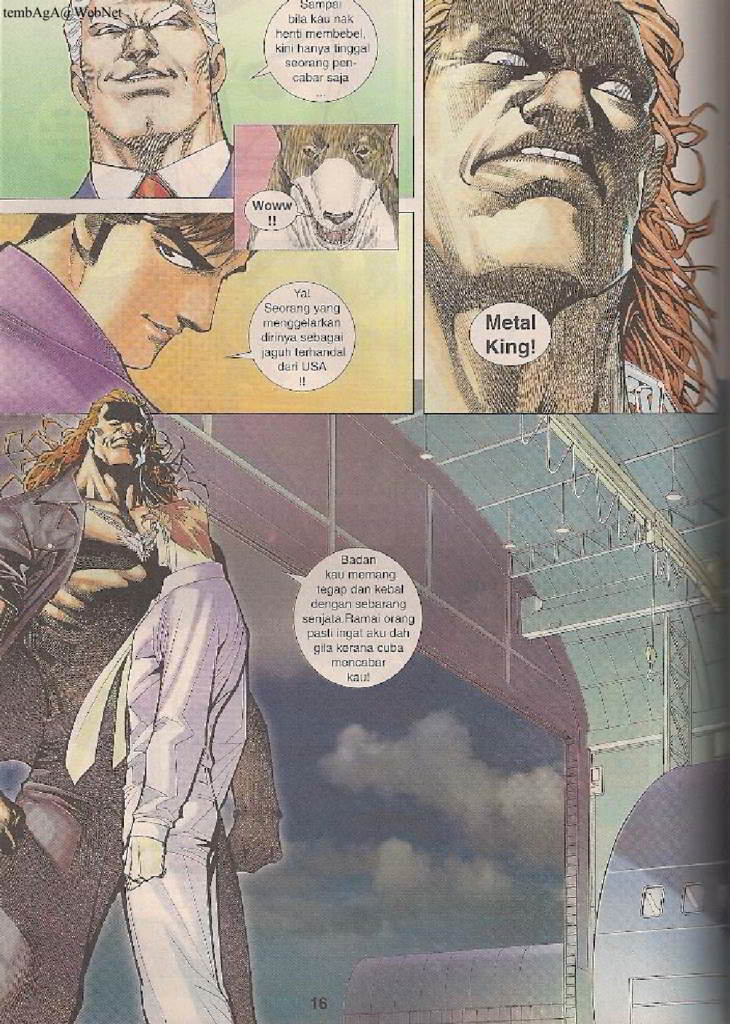 tembAgA@WebNet
Sampai
bila kau nak
henti membebel,
kini hanya tinggal
seorang pen-
cabar saja
...
Woww
!!
Ya!
Seorang yang
menggelarkan
dirinya sebagai
jaguh terhandal
dari USA
!!
Metal
King!
Badan
kau memang
tegap dan kebal
dengan sebarang
senjata.Ramai orang
pasti ingat aku dah
gila kerana cuba
mencabar
kau!
16